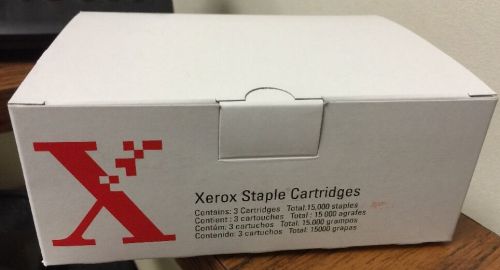 Xerox Staple Cartridges
Contains: 3 Cartridges Total:15,000 staples
Contient : 3 cartouches Total : 15 000 agrafes
Contém: 3 cartuchos Total: 15.000 grampos
Contenido: 3 cartuchos Total: 15000 grapas